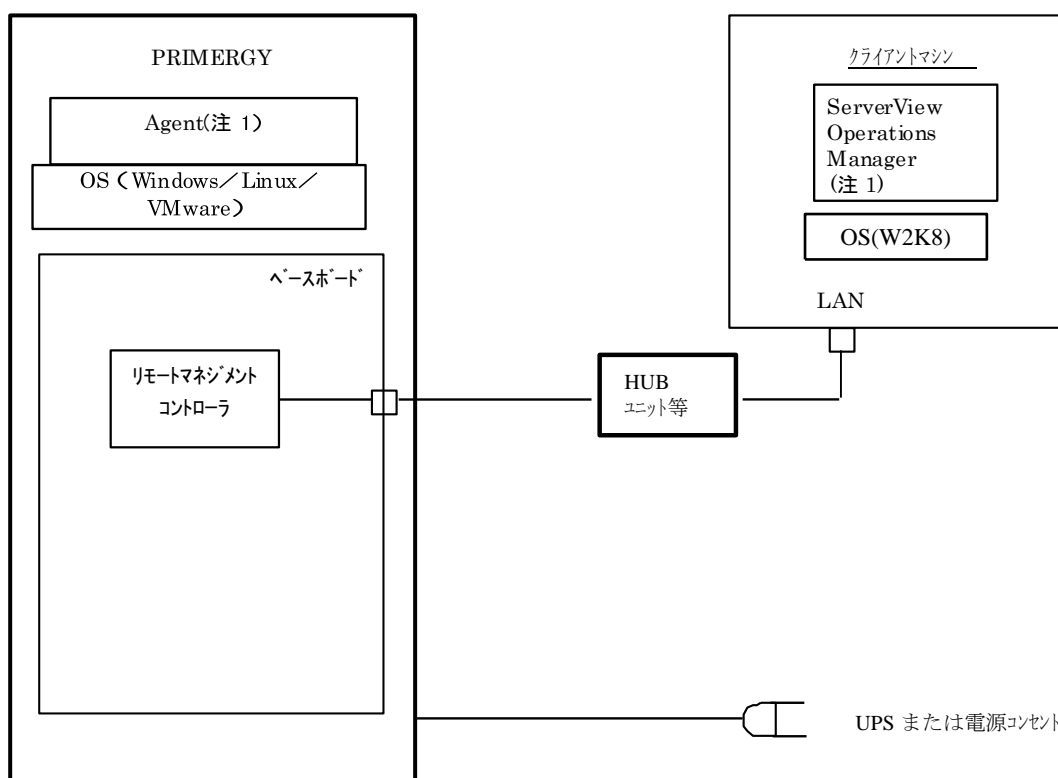 PRIMERGY
Agent(注 1)
OS (Windows／Linux／
VMware)
ﾍﾞｰｽﾎﾞｰﾄﾞ
ﾘﾓｰﾄﾏﾈｼﾞﾒﾝﾄ
ｺﾝﾄﾛｰﾗ
HUB
ﾕﾆｯﾄ等
ｸﾗｲｱﾝﾄﾏｼﾝ
ServerView
Operations
Manager
(注 1)
OS(W2K8)
LAN
UPS または電源ｺﾝｾﾝﾄ